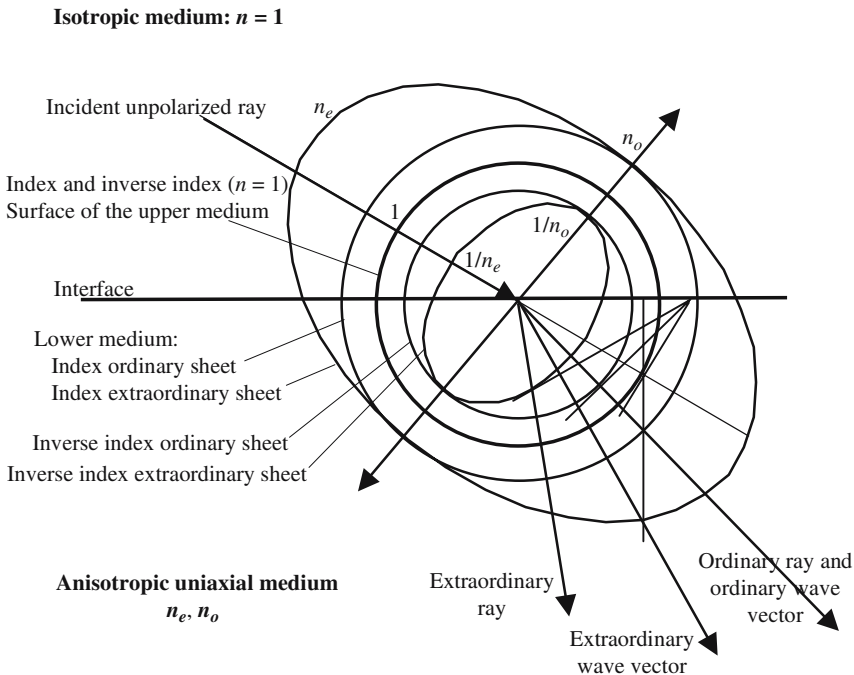 Isotropic medium: n = 1
Incident unpolarized ray
n_e
n_o
Index and inverse index (n = 1)
Surface of the upper medium
1
1/n_o
1/n_e
Interface
Lower medium:
Index ordinary sheet
Index extraordinary sheet
Inverse index ordinary sheet
Inverse index extraordinary sheet
Anisotropic uniaxial medium
n_e, n_o
Extraordinary
ray
Extraordinary
wave vector
Ordinary ray and
ordinary wave
vector